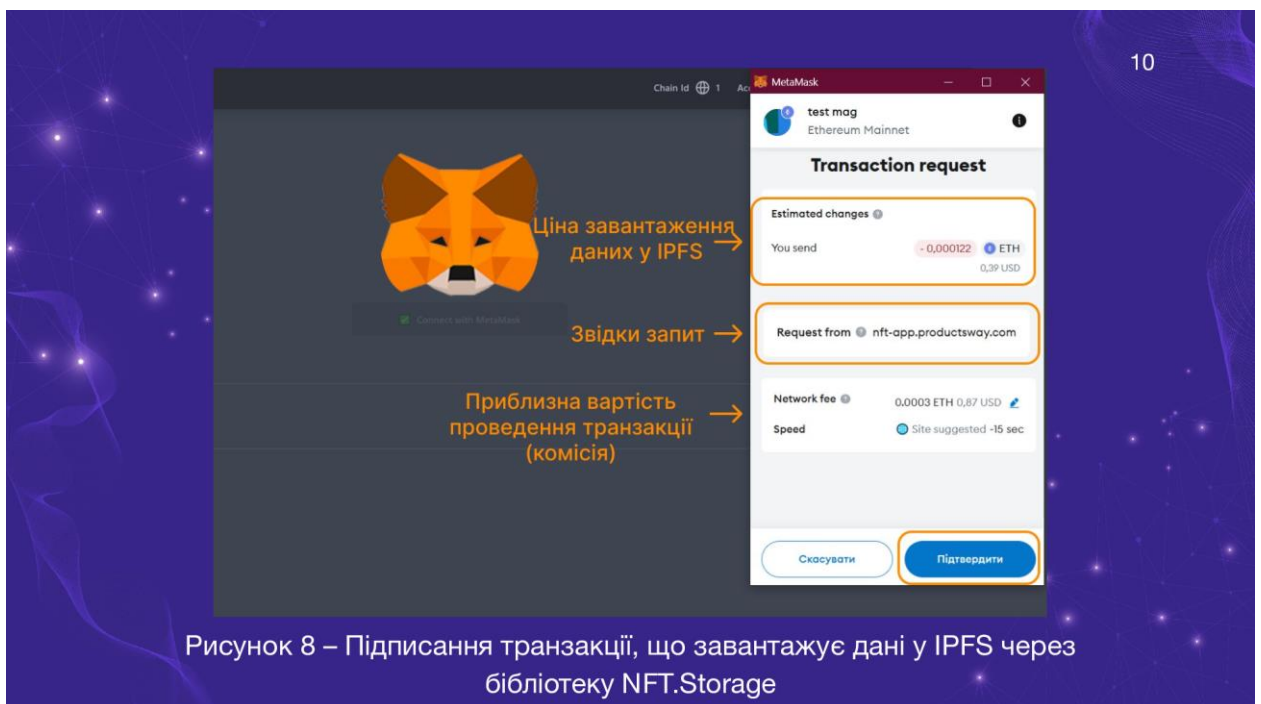 10
Chain Id 1
MetaMask
test mag
Ethereum Mainnet
Transaction request
Ціна завантаження
даних у IPFS
Estimated changes
You send - 0,000122 ETH
0,39 USD
Connect with MetaMask
Звідки запит
Request from nft-app.productsway.com
Приблизна вартість
проведення транзакції
(комісія)
Network fee 0.0003 ETH 0,87 USD
Speed Site suggested ~15 sec
Скасувати Підтвердити
Рисунок 8 – Підписання транзакції, що завантажує дані у IPFS через
бібліотеку NFT.Storage